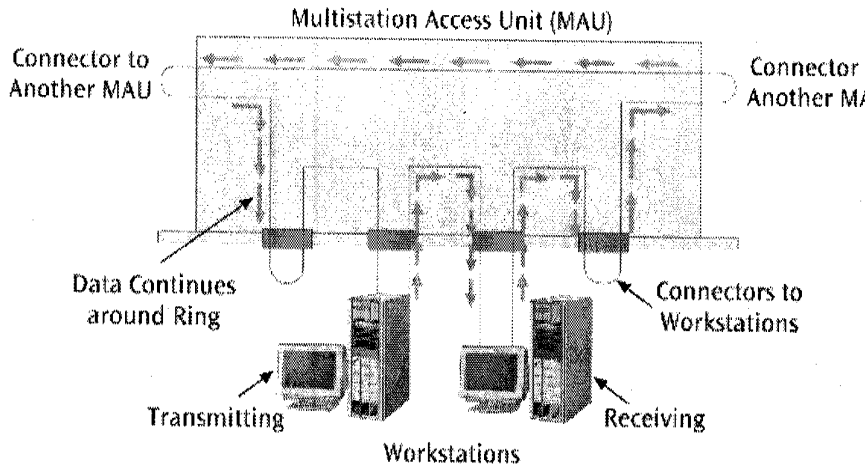 Multistation Access Unit (MAU)
Connector to
Another MAU
Connector
Another MA
Data Continues
around Ring
Connectors to
Workstations
Transmitting
Receiving
Workstations